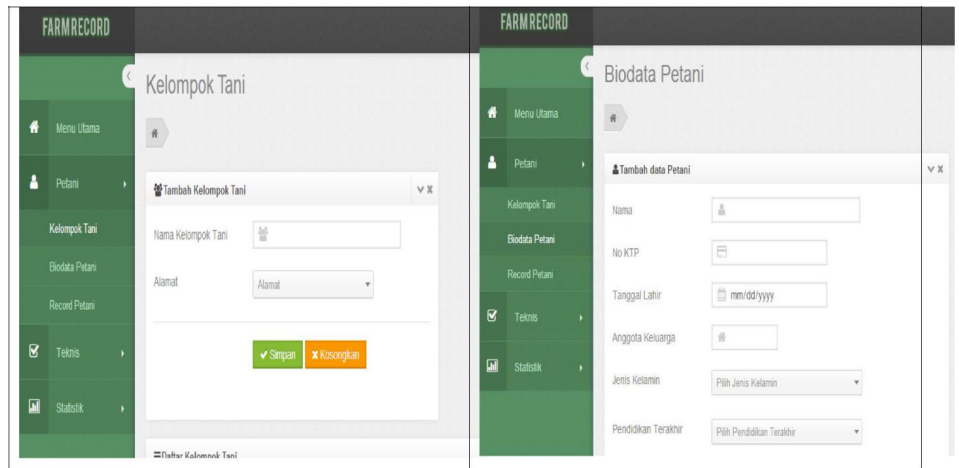 FARMRECORD
Kelompok Tani
Menu Utama
Petani
Kelompok Tani
Biodata Petani
Record Petani
Teknis
Statistik
Tambah Kelompok Tani
Nama Kelompok Tani
Alamat
Alamat
Simpan
Kosongkan
Daftar Kelompok Tani
FARMRECORD
Biodata Petani
Menu Utama
Petani
Kelompok Tani
Biodata Petani
Record Petani
Teknis
Statistik
Tambah data Petani
Nama
No KTP
Tanggal Lahir
mm/dd/yyyy
Anggota Keluarga
Jenis Kelamin
Pilih Jenis Kelamin
Pendidikan Terakhir
Pilih Pendidikan Terakhir